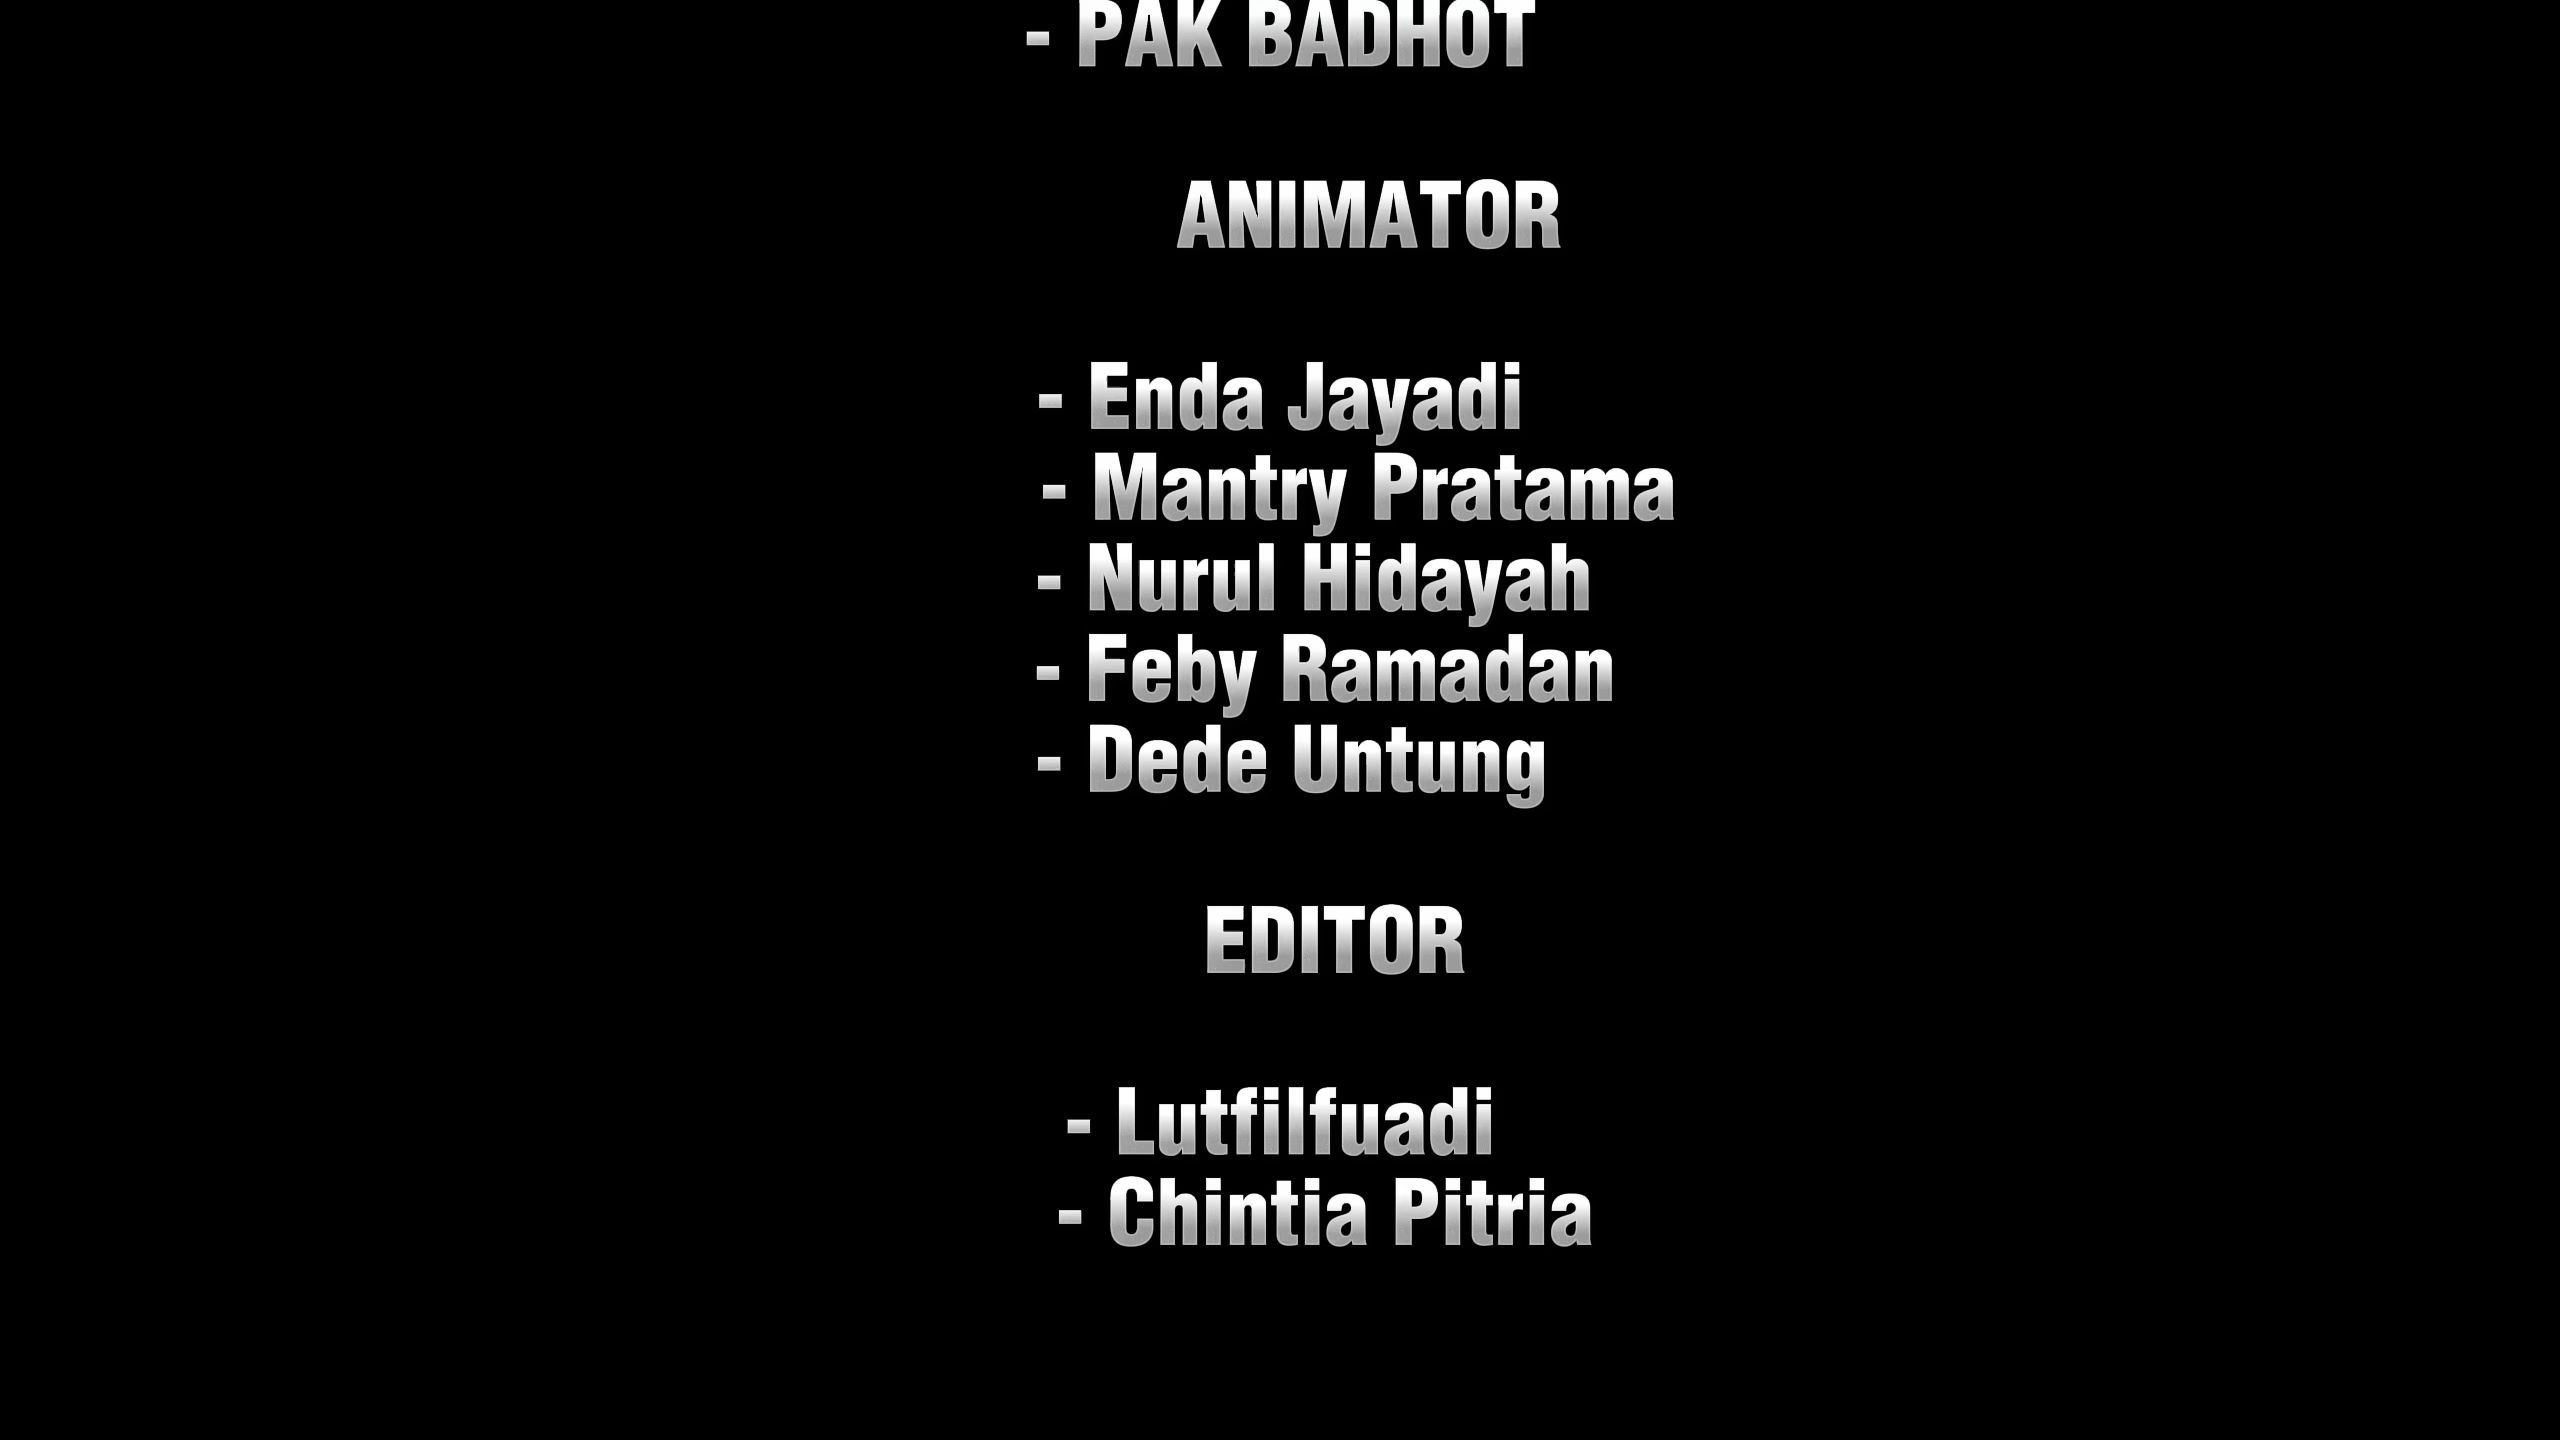 - PAK BADHOT
ANIMATOR
- Enda Jayadi
- Mantry Pratama
- Nurul Hidayah
- Feby Ramadan
- Dede Untung
EDITOR
- Lutfilfuadi
- Chintia Pitria